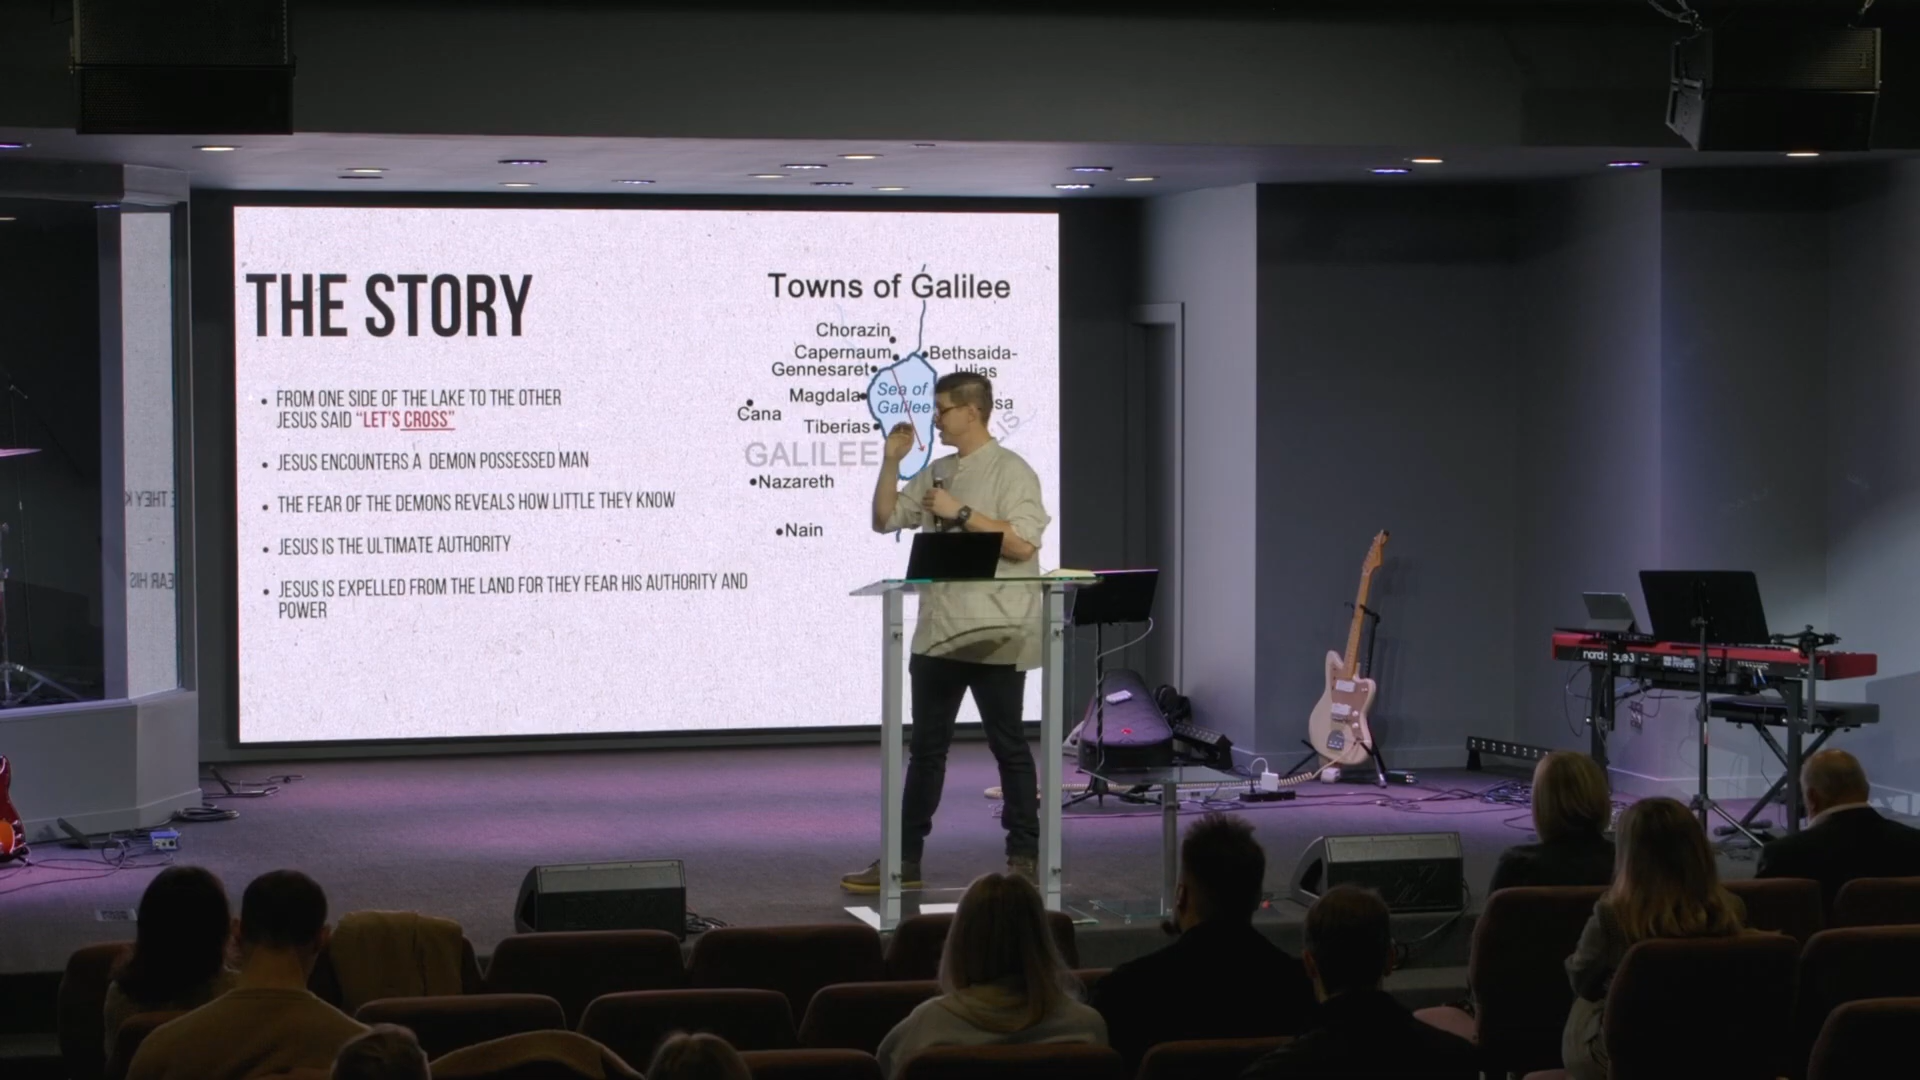 THE STORY
FROM ONE SIDE OF THE LAKE TO THE OTHER
JESUS SAID “LET'S CROSS”
JESUS ENCOUNTERS A DEMON POSSESSED MAN
THE FEAR OF THE DEMONS REVEALS HOW LITTLE THEY KNOW
JESUS IS THE ULTIMATE AUTHORITY
JESUS IS EXPELLED FROM THE LAND FOR THEY FEAR HIS AUTHORITY AND
POWER
Towns of Galilee
Chorazin
Capernaum
Bethsaida-
Julias
Gennesaret
Magdala
Sea of
Galilee
Cana
Tiberias
GALILEE
Nazareth
Nain
nord stage 3